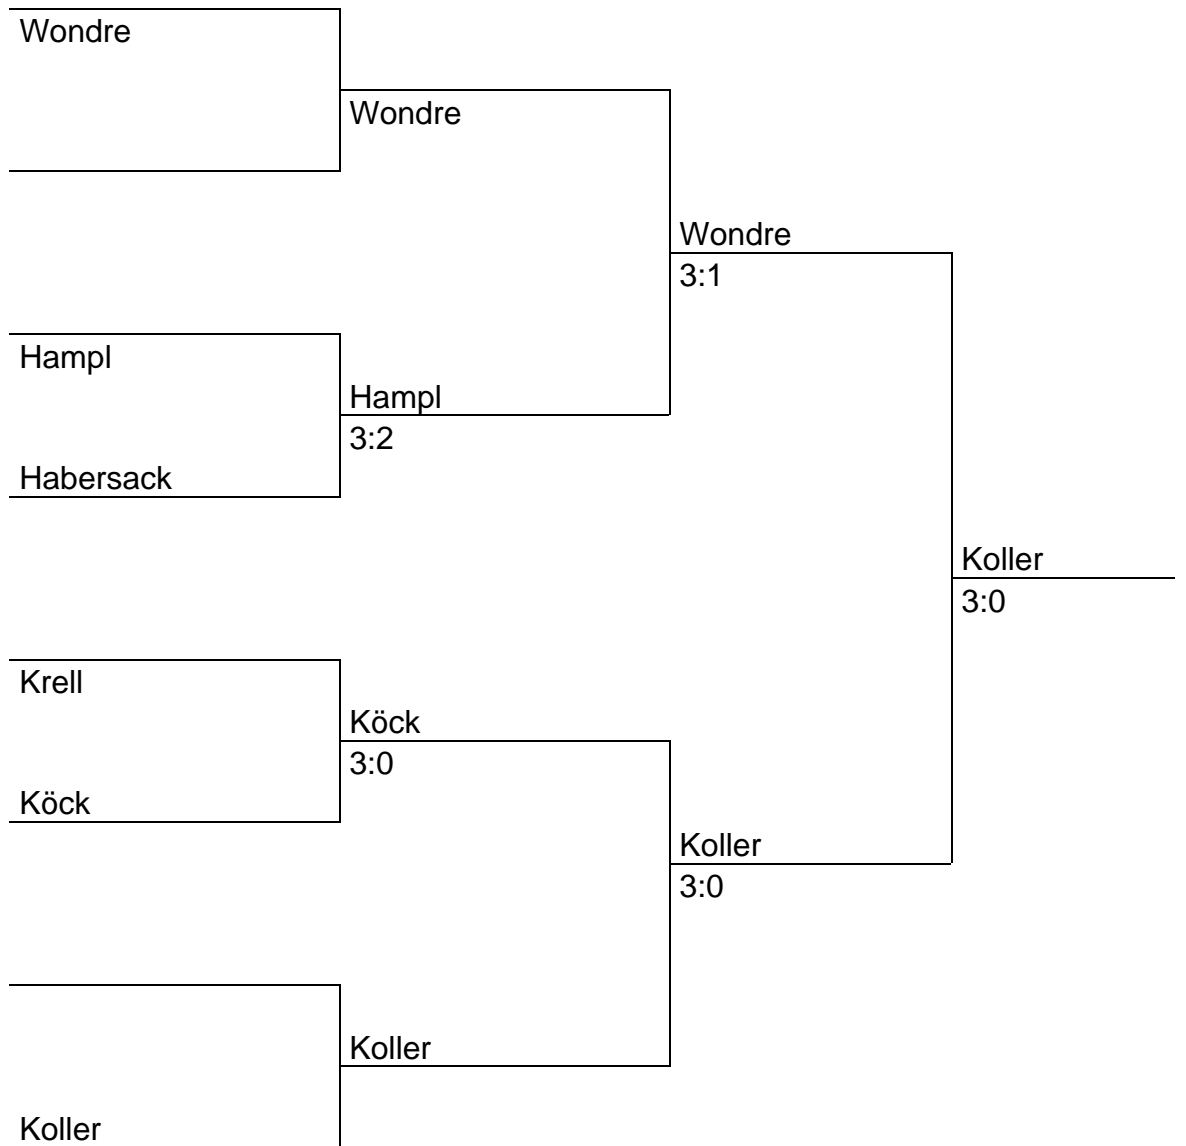 Wondre
Wondre
Wondre
3:1
Hampl
Hampl
3:2
Habersack
Koller
3:0
Krell
Köck
3:0
Köck
Koller
3:0
Koller
Koller